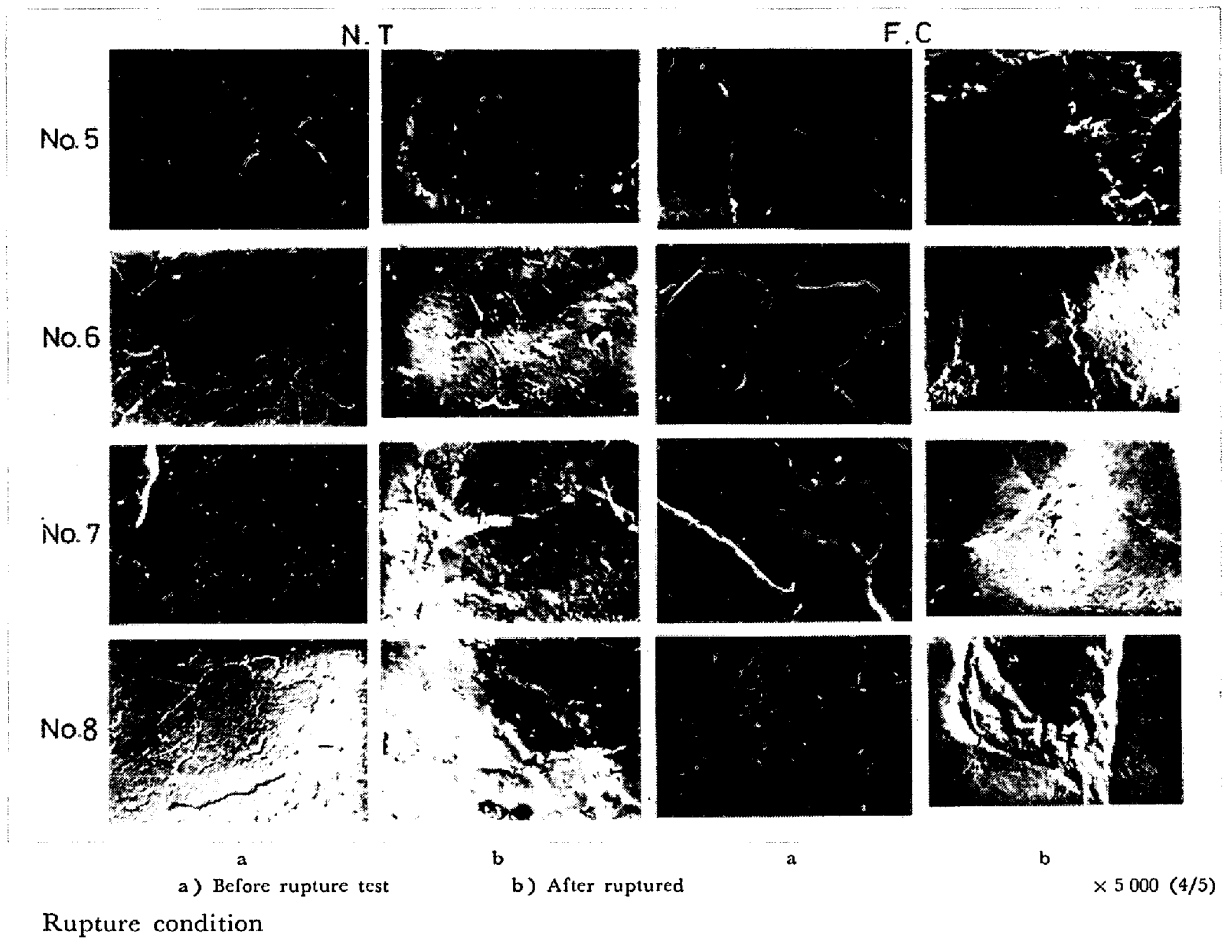 N.T F.C
No.5
No.6
No.7
No.8
a b a b
a) Before rupture test b) After ruptured × 5 000 (4/5)
Rupture condition